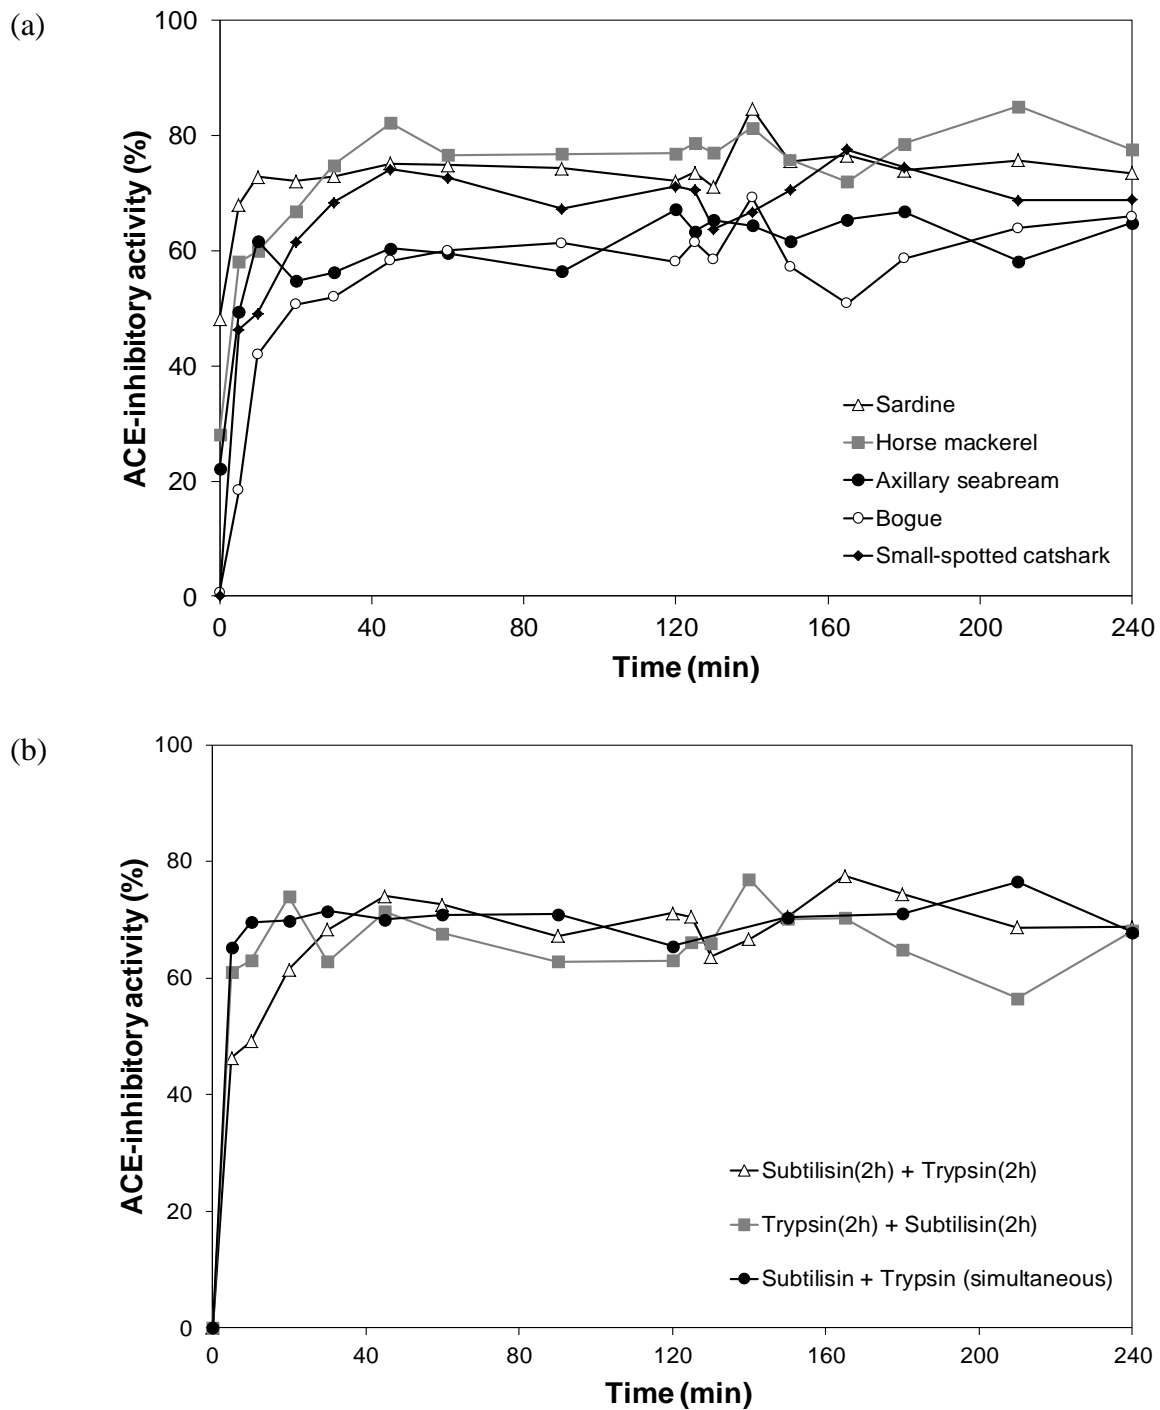 (a)
100
80
60
40
20
0
ACE-inhibitory activity (%)
Sardine
Horse mackerel
Axillary seabream
Bogue
Small-spotted catshark
0 40 80 120 160 200 240
Time (min)
(b)
100
80
60
40
20
0
ACE-inhibitory activity (%)
Subtilisin(2h) + Trypsin(2h)
Trypsin(2h) + Subtilisin(2h)
Subtilisin + Trypsin (simultaneous)
0 40 80 120 160 200 240
Time (min)